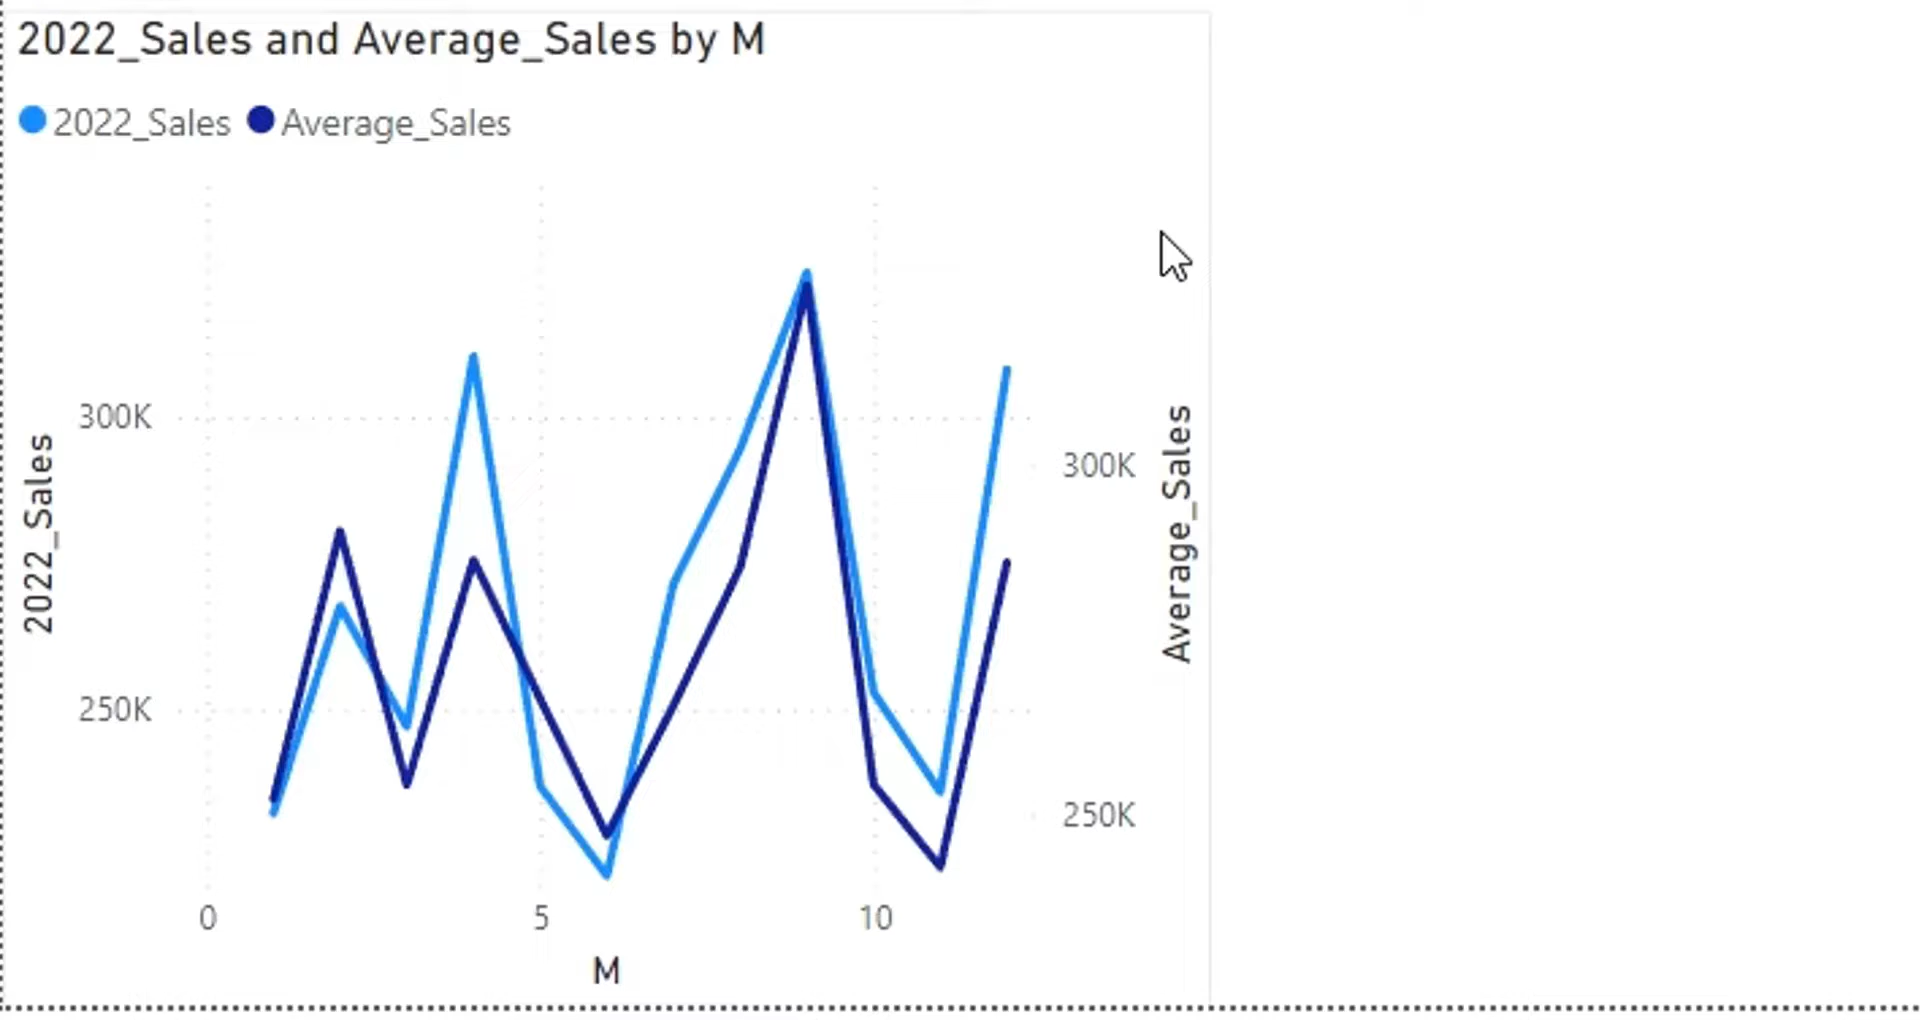 2022_Sales and Average_Sales by M
2022_Sales Average_Sales
2022_Sales
300K
250K
300K
250K
Average_Sales
0 5 10
M